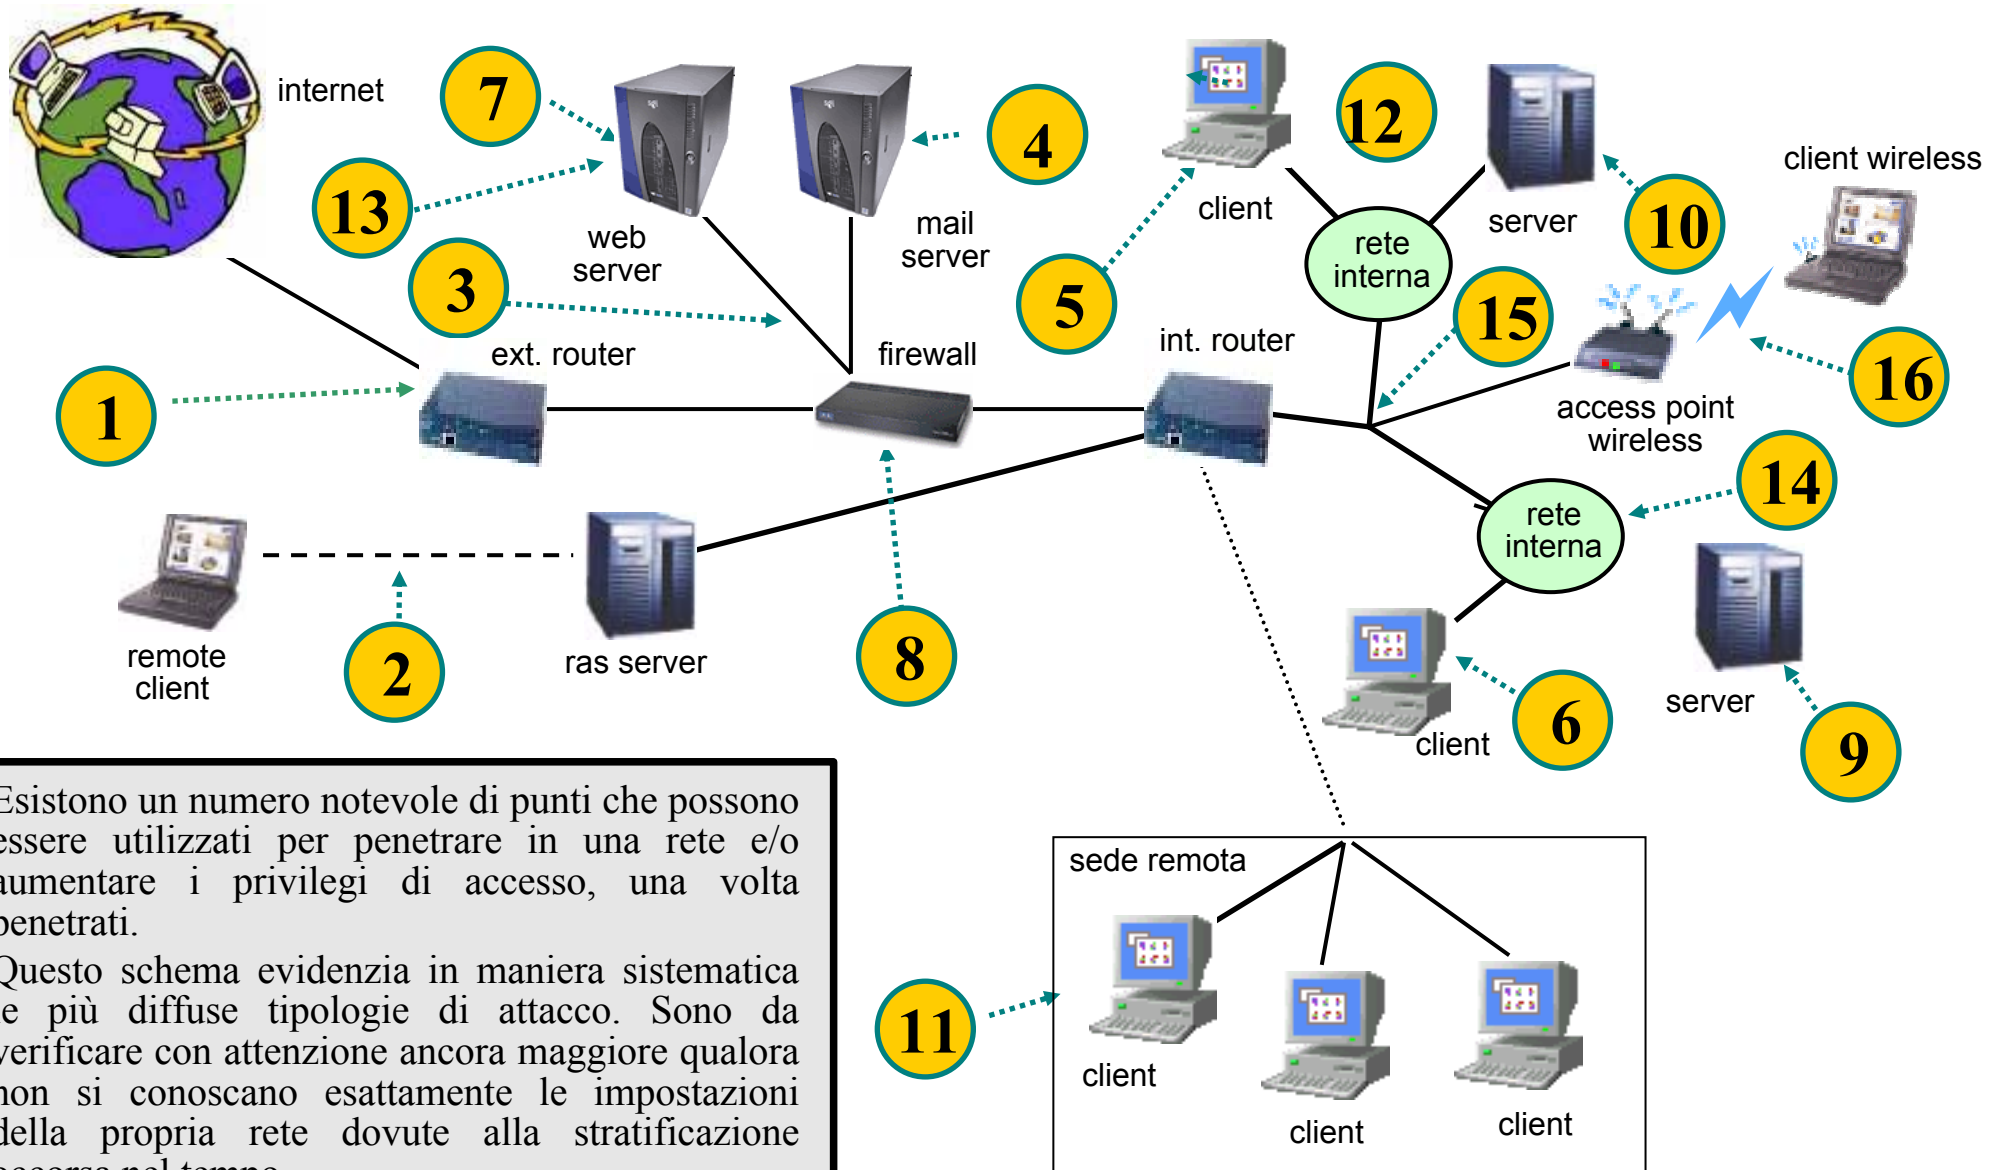 internet
7
4
12
client wireless
13
web
server
mail
server
client
server
10
3
5
rete
interna
15
ext. router
firewall
int. router
1
access point
wireless
16
14
rete
interna
remote
client
2
ras server
8
client
6
server
9
Esistono un numero notevole di punti che possono
essere utilizzati per penetrare in una rete e/o
aumentare i privilegi di accesso, una volta
penetrati.
Questo schema evidenzia in maniera sistematica
le più diffuse tipologie di attacco. Sono da
verificare con attenzione ancora maggiore qualora
non si conoscano esattamente le impostazioni
della propria rete dovute alla stratificazione
occorsa nel tempo
sede remota
11
client
client
client